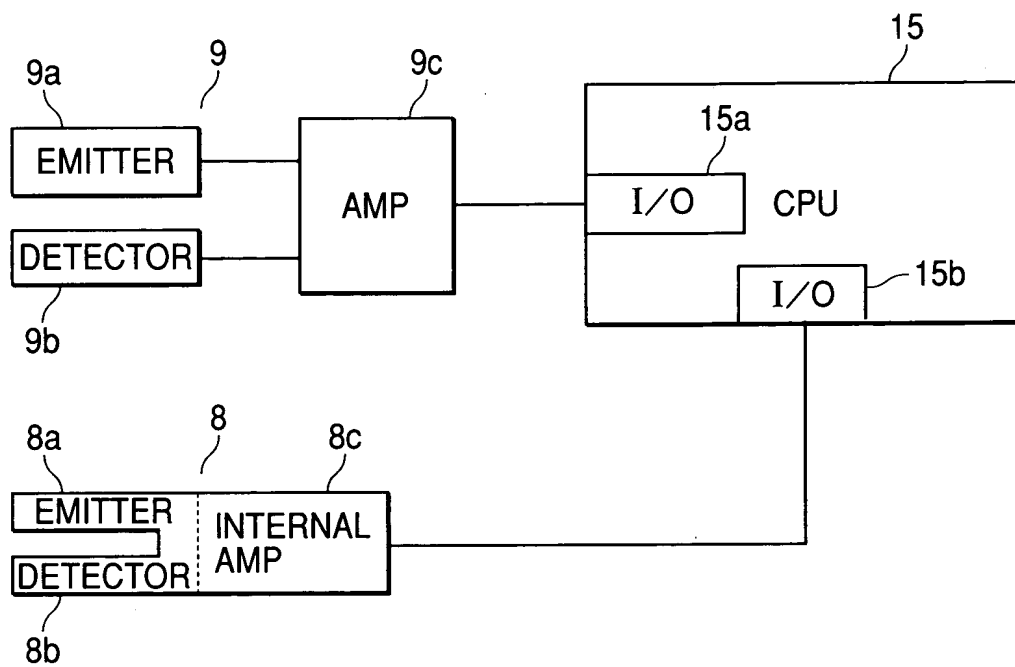 9
15
9a
9c
15a
EMITTER
AMP
I/O
CPU
DETECTOR
15b
I/O
9b
8
8a
8c
EMITTER
INTERNAL
AMP
DETECTOR
8b